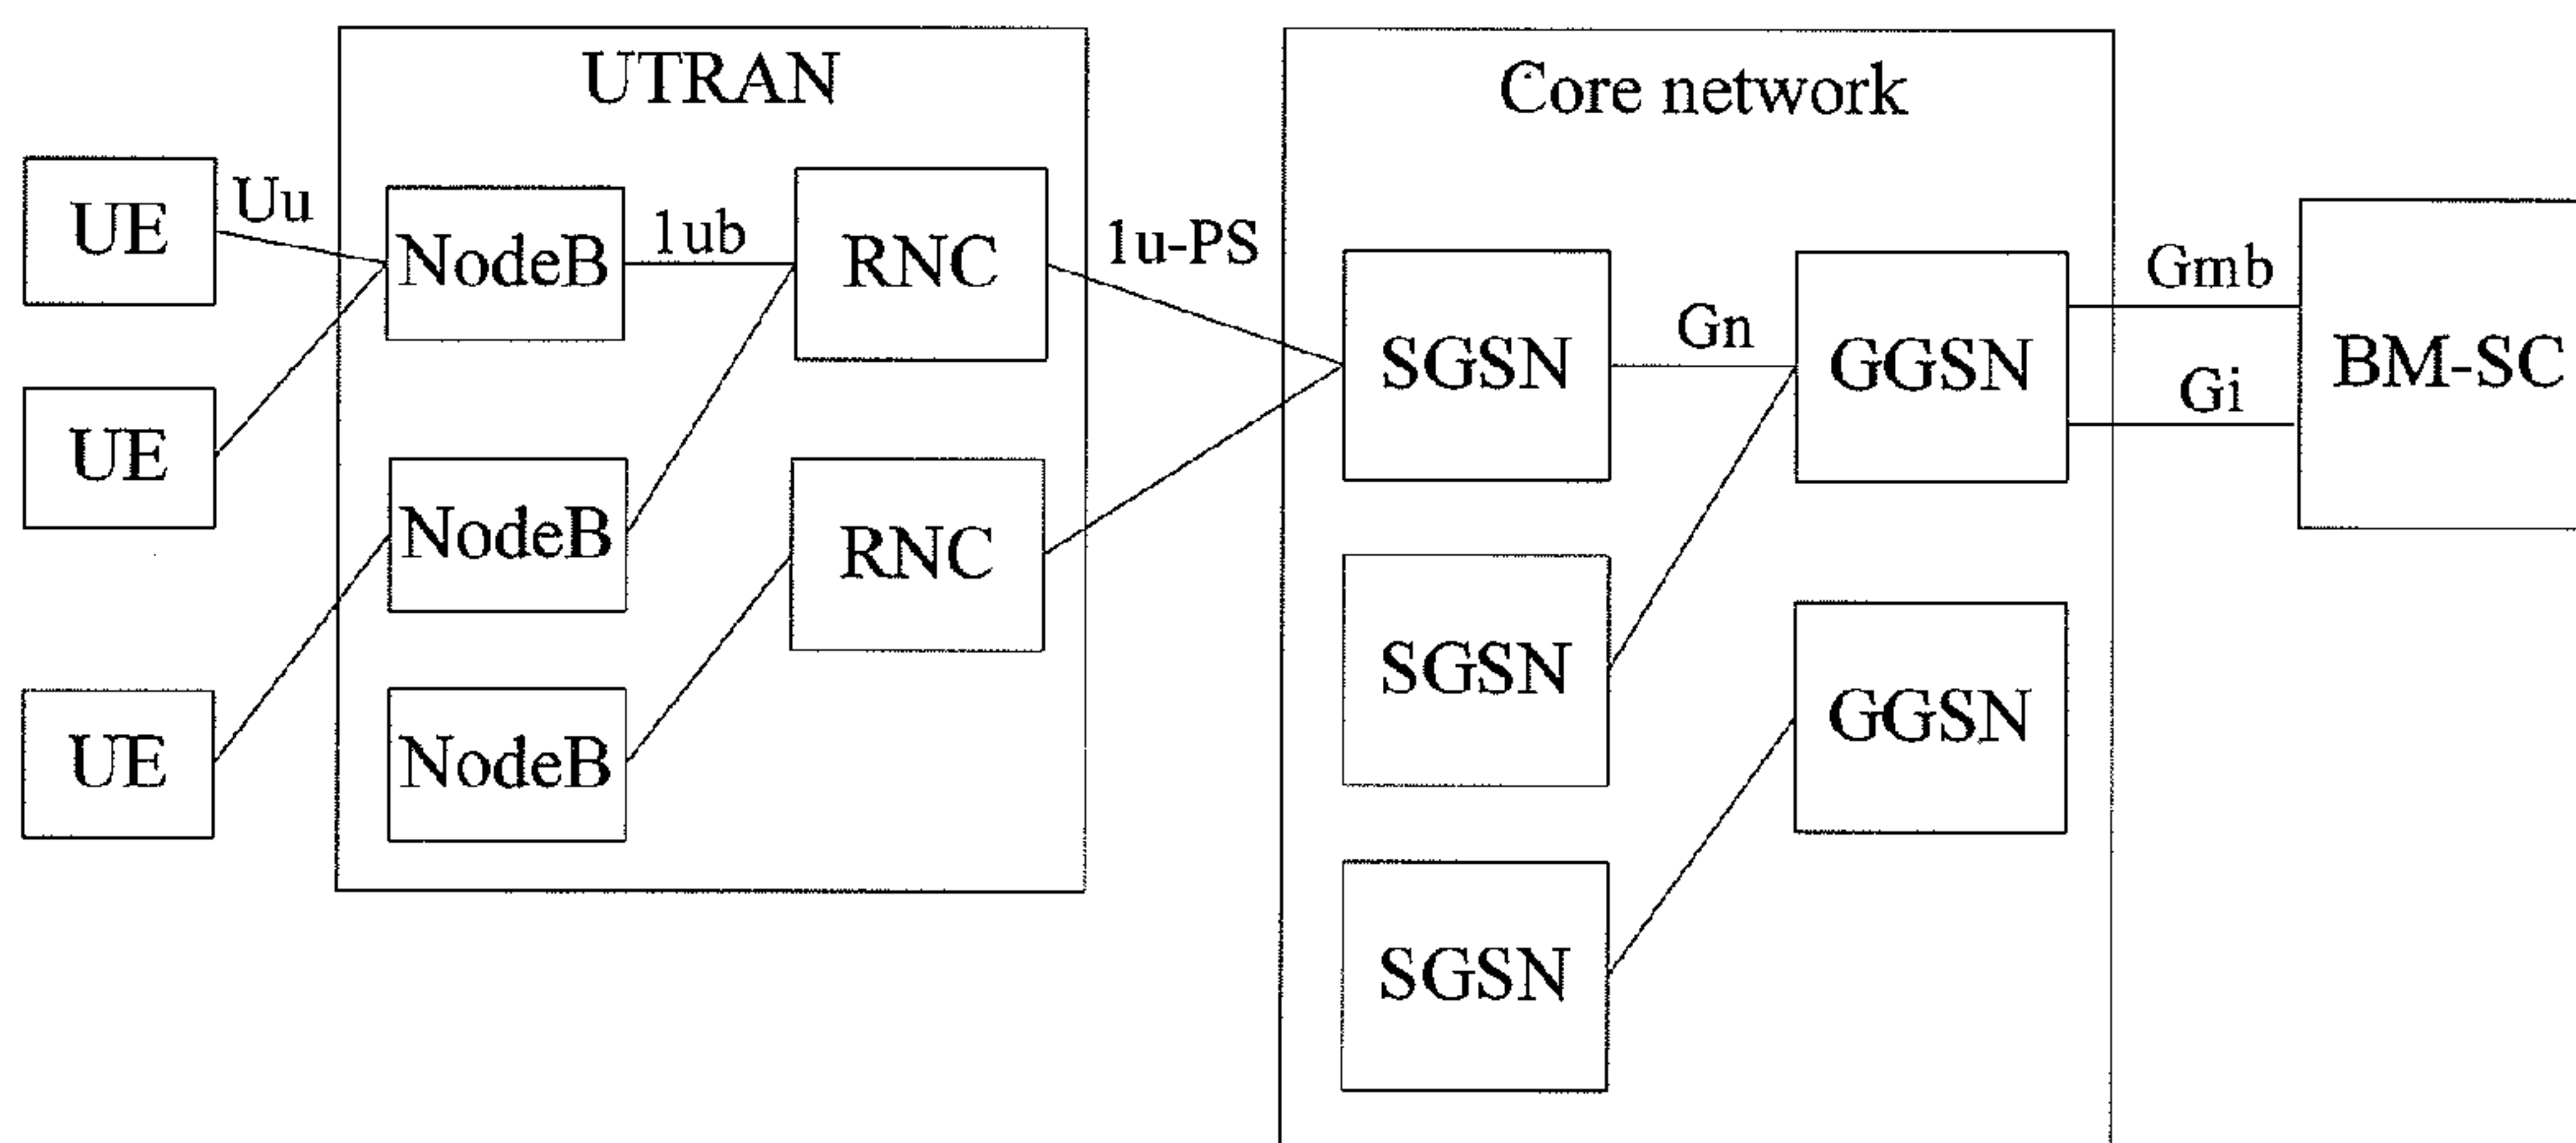 UTRAN
Core network
UE
Uu
NodeB
1ub
RNC
1u-PS
SGSN
Gn
GGSN
Gmb
Gi
BM-SC
UE
NodeB
RNC
SGSN
GGSN
UE
NodeB
SGSN